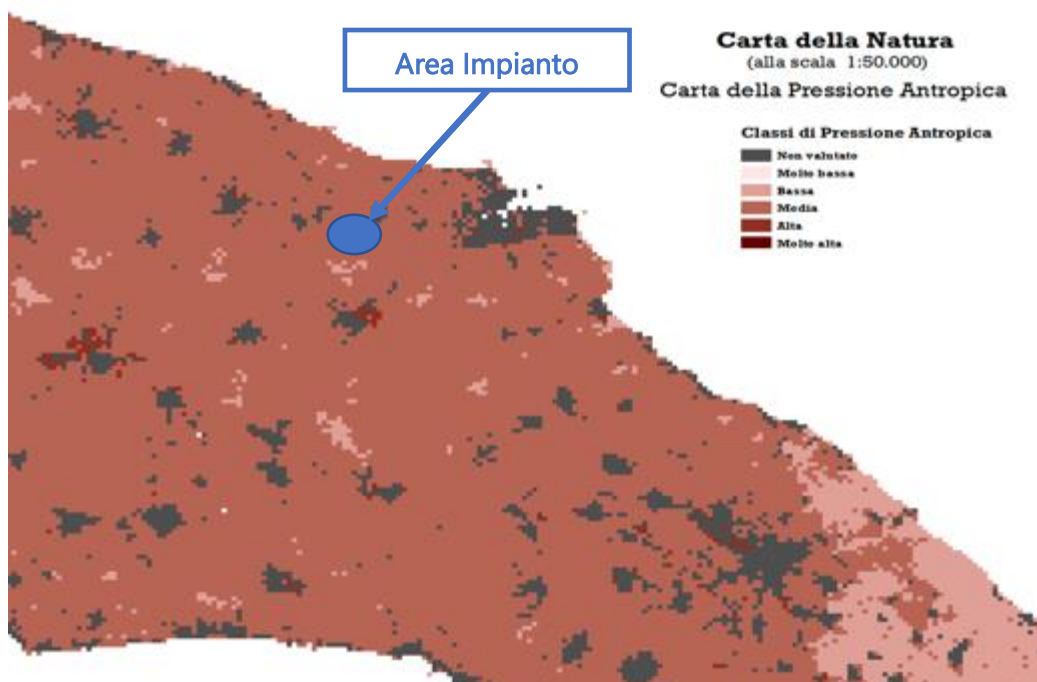 Area Impianto
Carta della Natura
(alla scala 1:50.000)
Carta della Pressione Antropica
Classi di Pressione Antropica
Non valutato
Molto bassa
Bassa
Media
Alta
Molto alta